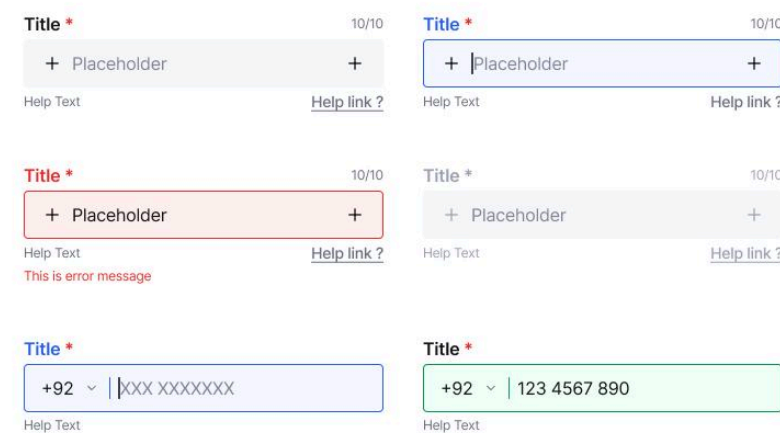 Title * 10/10
+ Placeholder +
Help Text Help link ?
Title * 10/10
+ Placeholder +
Help Text Help link ?
Title * 10/10
+ Placeholder +
Help Text Help link ?
This is error message
Title * 10/10
+ Placeholder +
Help Text Help link ?
Title *
+92 XXX XXXXXXX
Help Text
Title *
+92 123 4567 890
Help Text